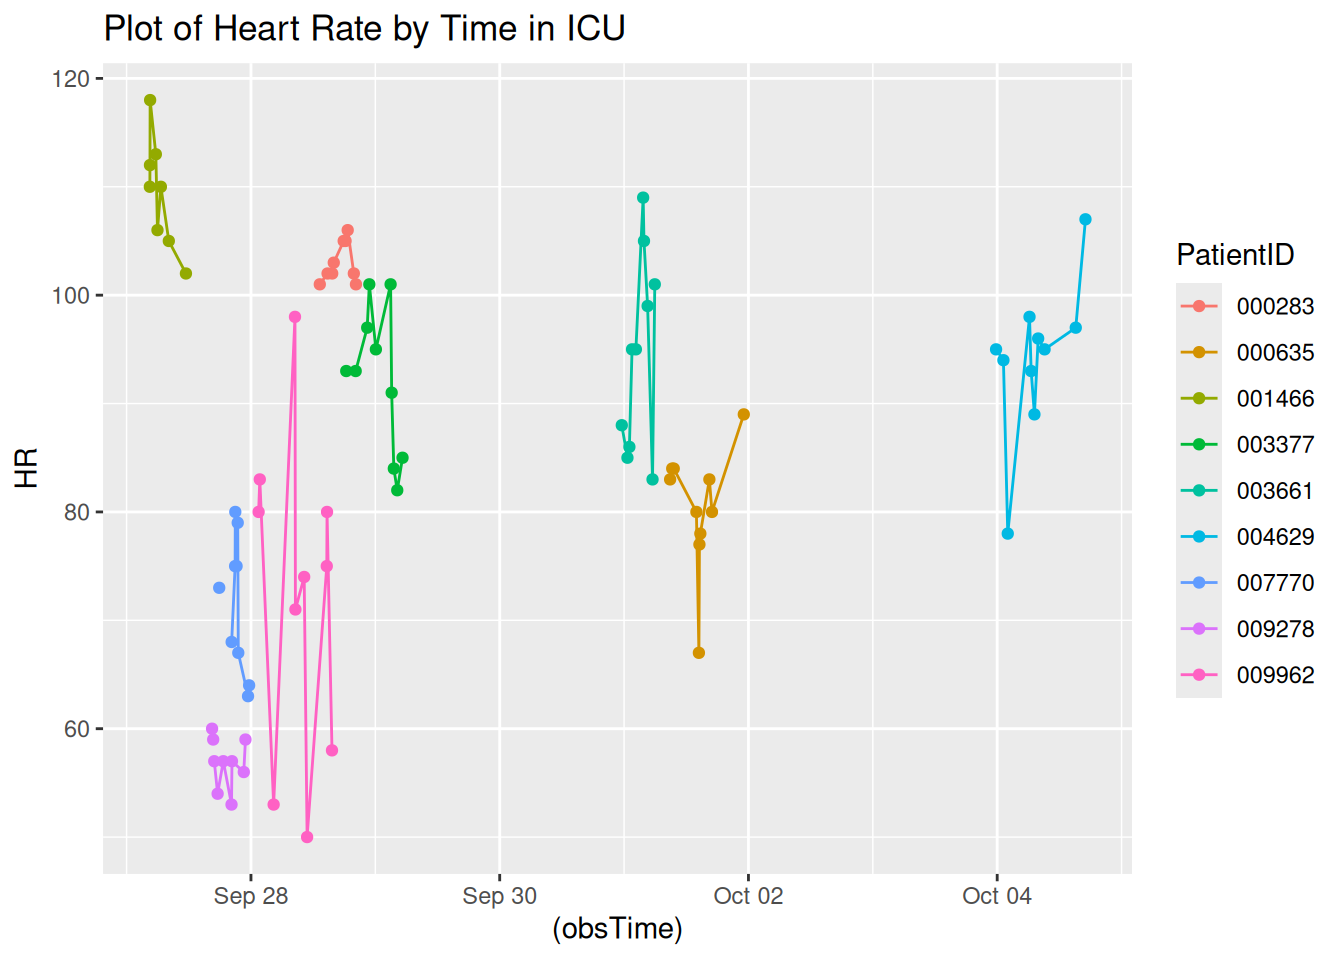 Plot of Heart Rate by Time in ICU
120
100
80
60
HR
Sep 28
Sep 30
Oct 02
Oct 04
(obsTime)
PatientID
000283
000635
001466
003377
003661
004629
007770
009278
009962